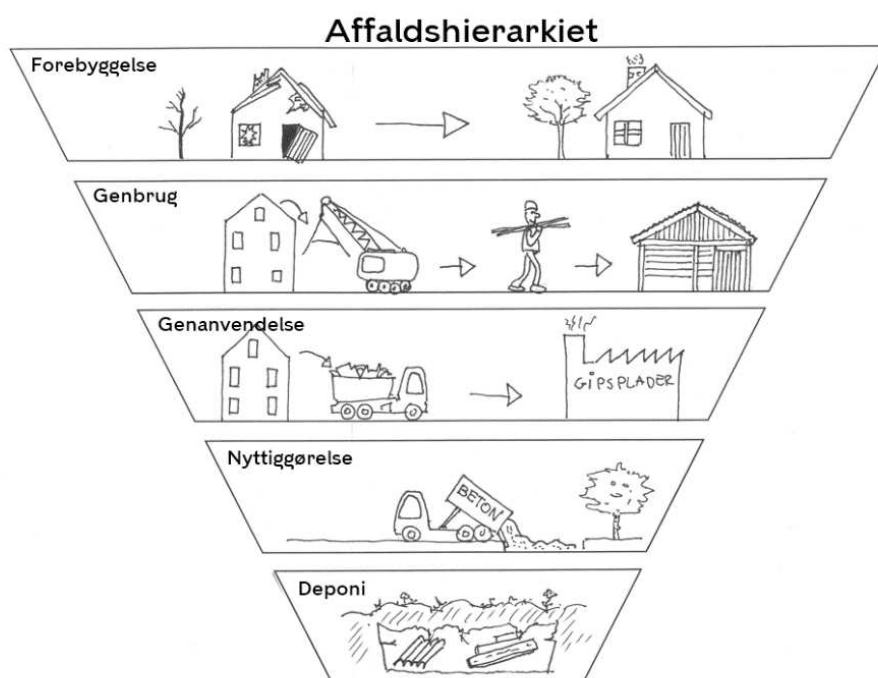 Affaldshierarkiet
Forebyggelse
Genbrug
Genanvendelse
GIPSPLADER
Nyttiggørelse
BETON
Deponi